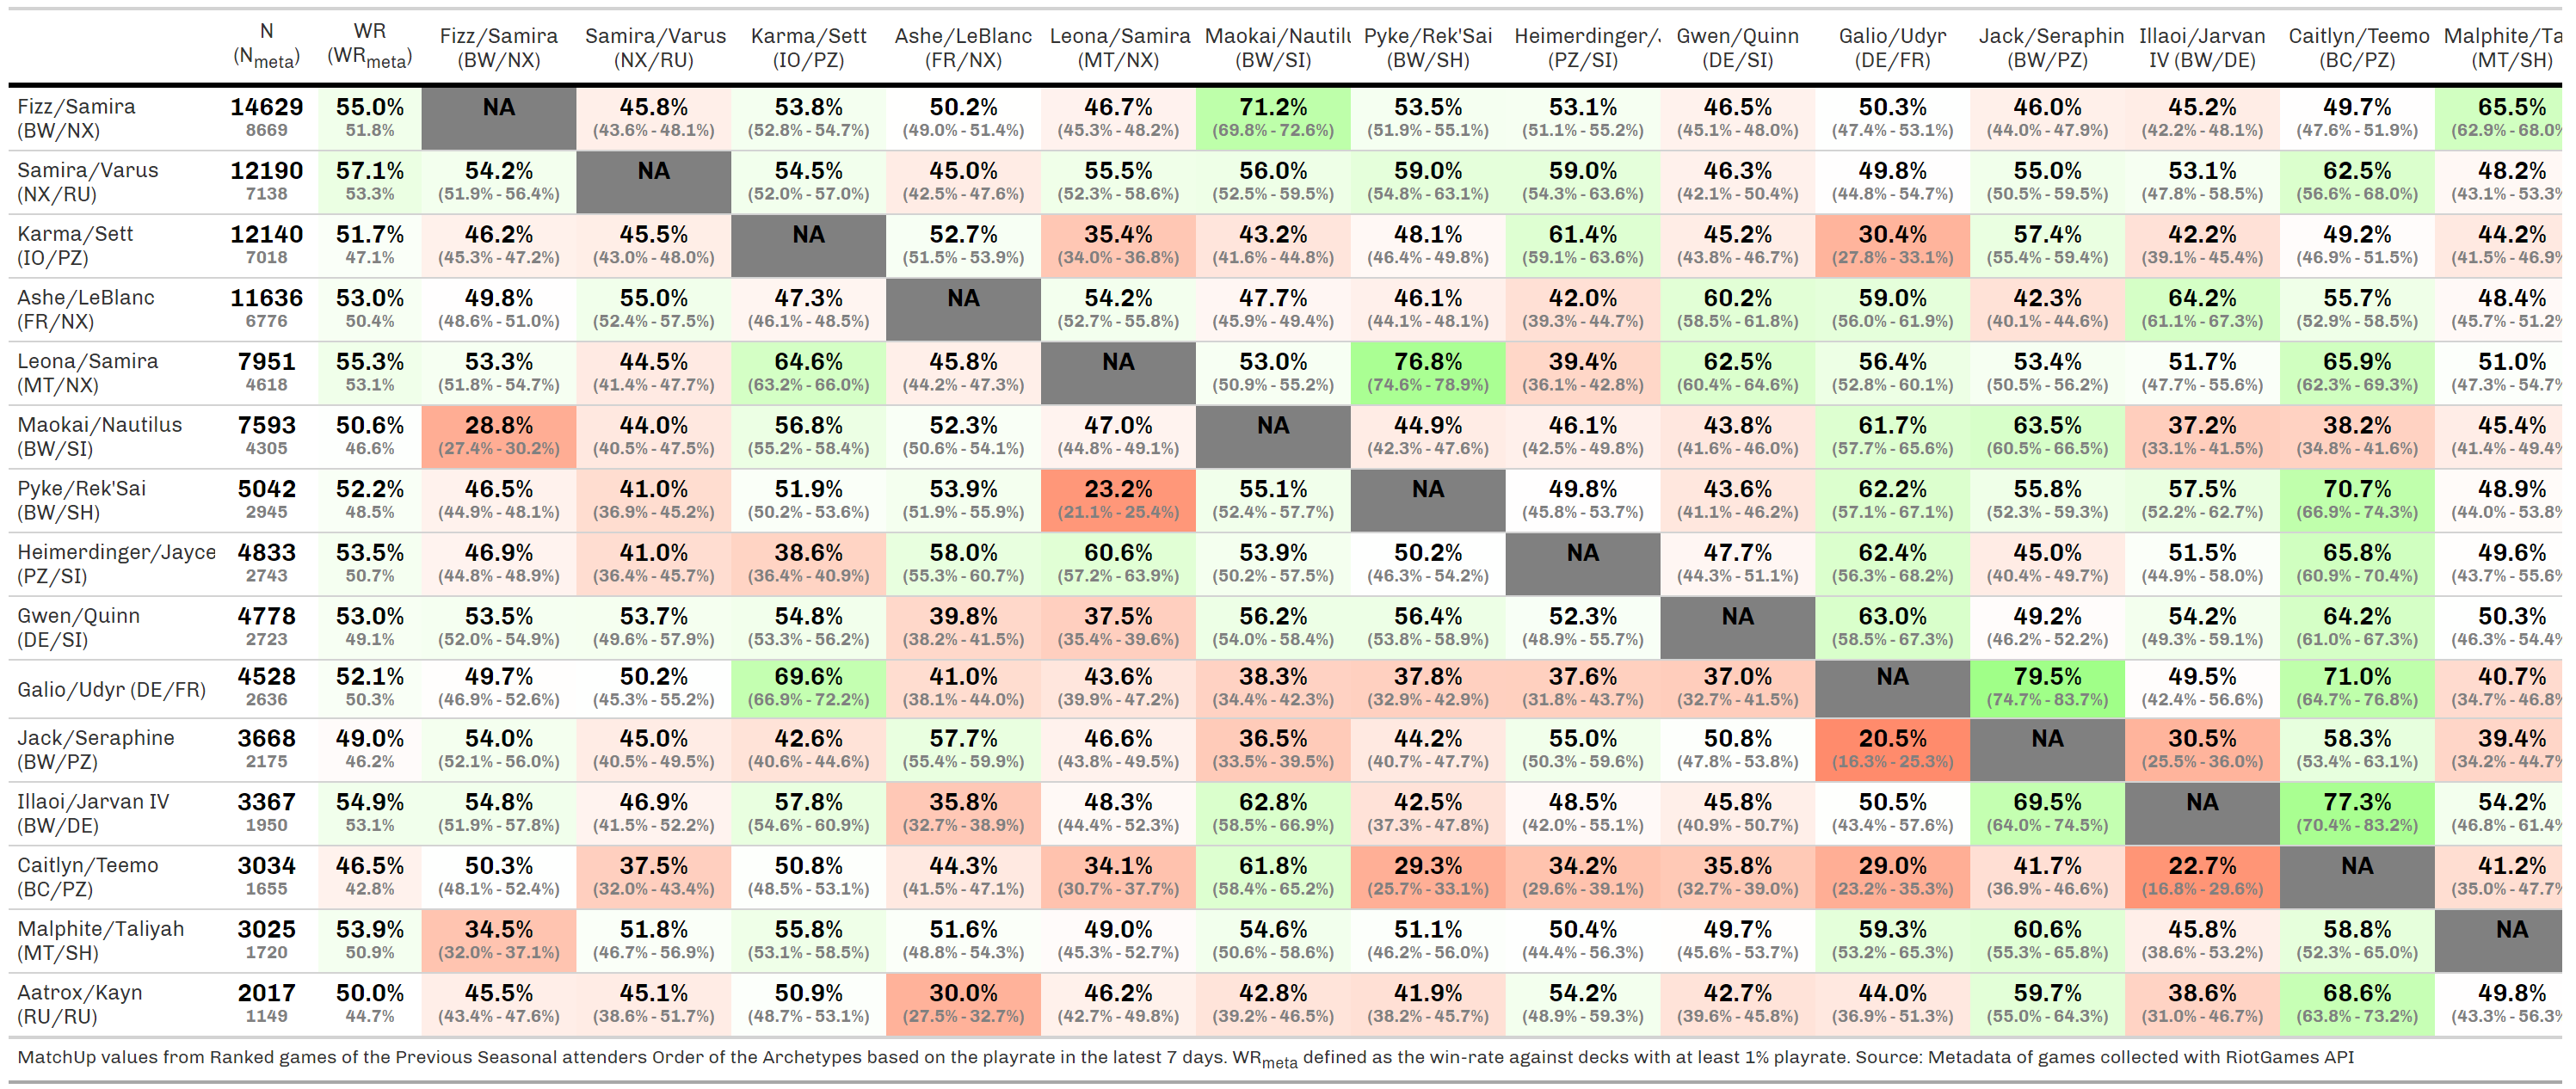 N WR Fizz/Samira Samira/Varus Karma/Sett Ashe/LeBlanc Leona/Samira Maokai/Nautilu Pyke/Rek'Sai Heimerdinger/ Gwen/Quinn Galio/Udyr Jack/Seraphin Illaoi/Jarvan Caitlyn/Teemo Malphite/Ta
(Nmeta) (WRmeta) (BW/NX) (NX/RU) (IO/PZ) (FR/NX) (MT/NX) (BW/SI) (BW/SH) (PZ/SI) (DE/SI) (DE/FR) (BW/PZ) IV (BW/DE) (BC/PZ) (MT/SH)
Fizz/Samira 14629 55.0% NA 45.8% 53.8% 50.2% 46.7% 71.2% 53.5% 53.1% 46.5% 50.3% 46.0% 45.2% 49.7% 65.5%
(BW/NX) 8669 51.8% (43.6% - 48.1%) (52.8% - 54.7%) (49.0% - 51.4%) (45.3% - 48.2%) (69.8% - 72.6%) (51.9% - 55.1%) (51.1% - 55.2%) (45.1% - 48.0%) (47.4% - 53.1%) (44.0% - 47.9%) (42.2% - 48.1%) (47.6% - 51.9%) (62.9% - 68.0%
Samira/Varus 12190 57.1% 54.2% NA 54.5% 45.0% 55.5% 56.0% 59.0% 59.0% 46.3% 49.8% 55.0% 53.1% 62.5% 48.2%
(NX/RU) 7138 53.3% (51.9% - 56.4%) (52.0% - 57.0%) (42.5% - 47.6%) (52.3% - 58.6%) (52.5% - 59.5%) (54.8% - 63.1%) (54.3% - 63.6%) (42.1% - 50.4%) (44.8% - 54.7%) (50.5% - 59.5%) (47.8% - 58.5%) (56.6% - 68.0%) (43.1% - 53.3%
Karma/Sett 12140 51.7% 46.2% 45.5% NA 52.7% 35.4% 43.2% 48.1% 61.4% 45.2% 30.4% 57.4% 42.2% 49.2% 44.2%
(IO/PZ) 7018 47.1% (45.3% - 47.2%) (43.0% - 48.0%) (51.5% - 53.9%) (34.0% - 36.8%) (41.6% - 44.8%) (46.4% - 49.8%) (59.1% - 63.6%) (43.8% - 46.7%) (27.8% - 33.1%) (55.4% - 59.4%) (39.1% - 45.4%) (46.9% - 51.5%) (41.5% - 46.9%
Ashe/LeBlanc 11636 53.0% 49.8% 55.0% 47.3% NA 54.2% 47.7% 46.1% 42.0% 60.2% 59.0% 42.3% 64.2% 55.7% 48.4%
(FR/NX) 6776 50.4% (48.6% - 51.0%) (52.4% - 57.5%) (46.1% - 48.5%) (52.7% - 55.8%) (45.9% - 49.4%) (44.1% - 48.1%) (39.3% - 44.7%) (58.5% - 61.8%) (56.0% - 61.9%) (40.1% - 44.6%) (61.1% - 67.3%) (52.9% - 58.5%) (45.7% - 51.2%
Leona/Samira 7951 55.3% 53.3% 44.5% 64.6% 45.8% NA 53.0% 76.8% 39.4% 62.5% 56.4% 53.4% 51.7% 65.9% 51.0%
(MT/NX) 4618 53.1% (51.8% - 54.7%) (41.4% - 47.7%) (63.2% - 66.0%) (44.2% - 47.3%) (50.9% - 55.2%) (74.6% - 78.9%) (36.1% - 42.8%) (60.4% - 64.6%) (52.8% - 60.1%) (50.5% - 56.2%) (47.7% - 55.6%) (62.3% - 69.3%) (47.3% - 54.7%
Maokai/Nautilus 7593 50.6% 28.8% 44.0% 56.8% 52.3% 47.0% NA 44.9% 46.1% 43.8% 61.7% 63.5% 37.2% 38.2% 45.4%
(BW/SI) 4305 46.6% (27.4% - 30.2%) (40.5% - 47.5%) (55.2% - 58.4%) (50.6% - 54.1%) (44.8% - 49.1%) (42.3% - 47.6%) (42.5% - 49.8%) (41.6% - 46.0%) (57.7% - 65.6%) (60.5% - 66.5%) (33.1% - 41.5%) (34.8% - 41.6%) (41.4% - 49.4%
Pyke/Rek'Sai 5042 52.2% 46.5% 41.0% 51.9% 53.9% 23.2% 55.1% NA 49.8% 43.6% 62.2% 55.8% 57.5% 70.7% 48.9%
(BW/SH) 2945 48.5% (44.9% - 48.1%) (36.9% - 45.2%) (50.2% - 53.6%) (51.9% - 55.9%) (21.1% - 25.4%) (52.4% - 57.7%) (45.8% - 53.7%) (41.1% - 46.2%) (57.1% - 67.1%) (52.3% - 59.3%) (52.2% - 62.7%) (66.9% - 74.3%) (44.0% - 53.8%
Heimerdinger/Jayce 4833 53.5% 46.9% 41.0% 38.6% 58.0% 60.6% 53.9% 50.2% NA 47.7% 62.4% 45.0% 51.5% 65.8% 49.6%
(PZ/SI) 2743 50.7% (44.8% - 48.9%) (36.4% - 45.7%) (36.4% - 40.9%) (55.3% - 60.7%) (57.2% - 63.9%) (50.2% - 57.5%) (46.3% - 54.2%) (44.3% - 51.1%) (56.3% - 68.2%) (40.4% - 49.7%) (44.9% - 58.0%) (60.9% - 70.4%) (43.7% - 55.6%
Gwen/Quinn 4778 53.0% 53.5% 53.7% 54.8% 39.8% 37.5% 56.2% 56.4% 52.3% NA 63.0% 49.2% 54.2% 64.2% 50.3%
(DE/SI) 2723 49.1% (52.0% - 54.9%) (49.6% - 57.9%) (53.3% - 56.2%) (38.2% - 41.5%) (35.4% - 39.6%) (54.0% - 58.4%) (53.8% - 58.9%) (48.9% - 55.7%) (58.5% - 67.3%) (46.2% - 52.2%) (49.3% - 59.1%) (61.0% - 67.3%) (46.3% - 54.4%
Galio/Udyr (DE/FR) 4528 52.1% 49.7% 50.2% 69.6% 41.0% 43.6% 38.3% 37.8% 37.6% 37.0% NA 79.5% 49.5% 71.0% 40.7%
2636 50.3% (46.9% - 52.6%) (45.3% - 55.2%) (66.9% - 72.2%) (38.1% - 44.0%) (39.9% - 47.2%) (34.4% - 42.3%) (32.9% - 42.9%) (31.8% - 43.7%) (32.7% - 41.5%) (74.7% - 83.7%) (42.4% - 56.6%) (64.7% - 76.8%) (34.7% - 46.8%
Jack/Seraphine 3668 49.0% 54.0% 45.0% 42.6% 57.7% 46.6% 36.5% 44.2% 55.0% 50.8% 20.5% NA 30.5% 58.3% 39.4%
(BW/PZ) 2175 46.2% (52.1% - 56.0%) (40.5% - 49.5%) (40.6% - 44.6%) (55.4% - 59.9%) (43.8% - 49.5%) (33.5% - 39.5%) (40.7% - 47.7%) (50.3% - 59.6%) (47.8% - 53.8%) (16.3% - 25.3%) (25.5% - 36.0%) (53.4% - 63.1%) (34.2% - 44.7%
Illaoi/Jarvan IV 3367 54.9% 54.8% 46.9% 57.8% 35.8% 48.3% 62.8% 42.5% 48.5% 45.8% 50.5% 69.5% NA 77.3% 54.2%
(BW/DE) 1950 53.1% (51.9% - 57.8%) (41.5% - 52.2%) (54.6% - 60.9%) (32.7% - 38.9%) (44.4% - 52.3%) (58.5% - 66.9%) (37.3% - 47.8%) (42.0% - 55.1%) (40.9% - 50.7%) (43.4% - 57.6%) (64.0% - 74.5%) (70.4% - 83.2%) (46.8% - 61.4%
Caitlyn/Teemo 3034 46.5% 50.3% 37.5% 50.8% 44.3% 34.1% 61.8% 29.3% 34.2% 35.8% 29.0% 41.7% 22.7% NA 41.2%
(BC/PZ) 1655 42.8% (48.1% - 52.4%) (32.0% - 43.4%) (48.5% - 53.1%) (41.5% - 47.1%) (30.7% - 37.7%) (58.4% - 65.2%) (25.7% - 33.1%) (29.6% - 39.1%) (32.7% - 39.0%) (23.2% - 35.3%) (36.9% - 46.6%) (16.8% - 29.6%) (35.0% - 47.7%
Malphite/Taliyah 3025 53.9% 34.5% 51.8% 55.8% 51.6% 49.0% 54.6% 51.1% 50.4% 49.7% 59.3% 60.6% 45.8% 58.8% NA
(MT/SH) 1720 50.9% (32.0% - 37.1%) (46.7% - 56.9%) (53.1% - 58.5%) (48.8% - 54.3%) (45.3% - 52.7%) (50.6% - 58.6%) (46.2% - 56.0%) (44.4% - 56.3%) (45.6% - 53.7%) (53.2% - 65.3%) (55.3% - 65.8%) (38.6% - 53.2%) (52.3% - 65.0%)
Aatrox/Kayn 2017 50.0% 45.5% 45.1% 50.9% 30.0% 46.2% 42.8% 41.9% 54.2% 42.7% 44.0% 59.7% 38.6% 68.6% 49.8%
(RU/RU) 1149 44.7% (43.4% - 47.6%) (38.6% - 51.7%) (48.7% - 53.1%) (27.5% - 32.7%) (42.7% - 49.8%) (39.2% - 46.5%) (38.2% - 45.7%) (48.9% - 59.3%) (39.6% - 45.8%) (36.9% - 51.3%) (55.0% - 64.3%) (31.0% - 46.7%) (63.8% - 73.2%) (43.3% - 56.3%
MatchUp values from Ranked games of the Previous Seasonal attenders Order of the Archetypes based on the playrate in the latest 7 days. WRmeta defined as the win-rate against decks with at least 1% playrate. Source: Metadata of games collected with RiotGames API